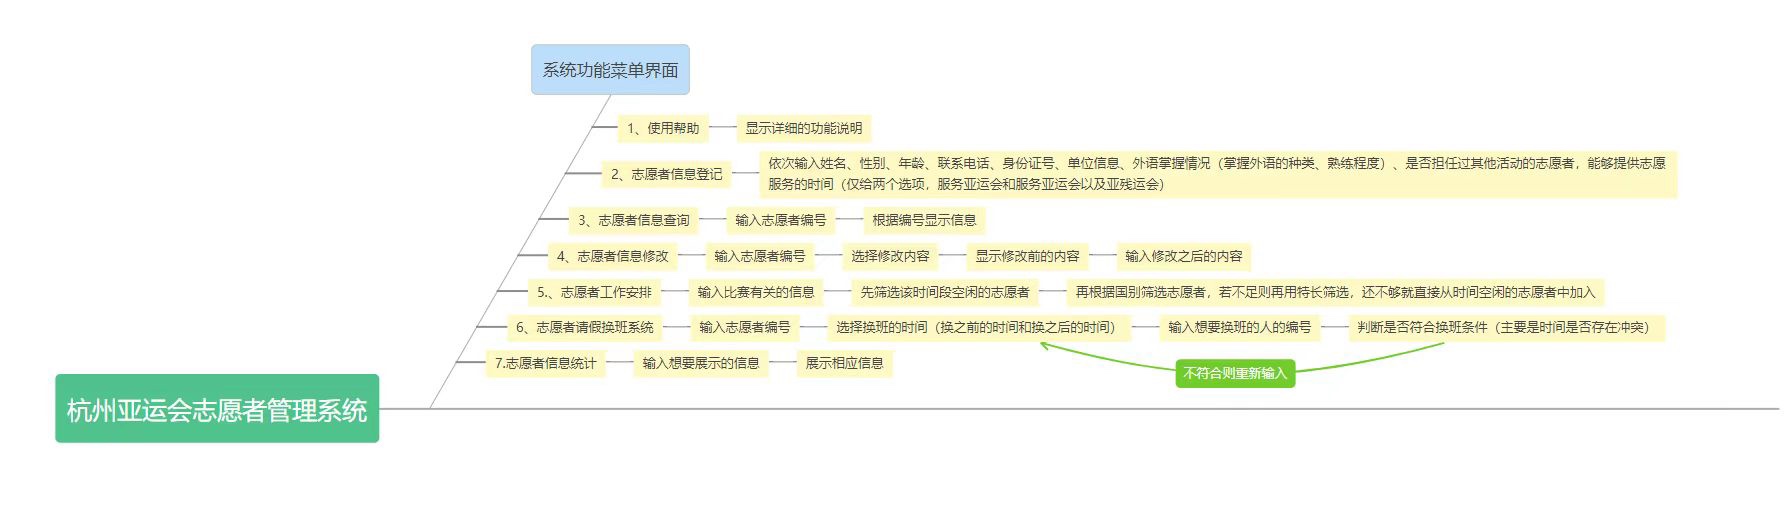 系统功能菜单界面
1、使用帮助
显示详细的功能说明
2、志愿者信息登记
依次输入姓名、性别、年龄、联系电话、身份证号、单位信息、外语掌握情况（掌握外语的种类、熟练程度）、是否担任过其他活动的志愿者，能够提供志愿
服务的时间（仅给两个选项，服务亚运会和服务亚运会以及亚残运会）
3、志愿者信息查询
输入志愿者编号
根据编号显示信息
4、志愿者信息修改
输入志愿者编号
选择修改内容
显示修改前的内容
输入修改之后的内容
5.、志愿者工作安排
输入比赛有关的信息
先筛选该时间段空闲的志愿者
再根据国别筛选志愿者，若不足则再用特长筛选，还不够就直接从时间空闲的志愿者中加入
6、志愿者请假换班系统
输入志愿者编号
选择换班的时间（换之前的时间和换之后的时间）
输入想要换班的人的编号
判断是否符合换班条件（主要是时间是否存在冲突）
不符合则重新输入
7.志愿者信息统计
输入想要展示的信息
展示相应信息
杭州亚运会志愿者管理系统